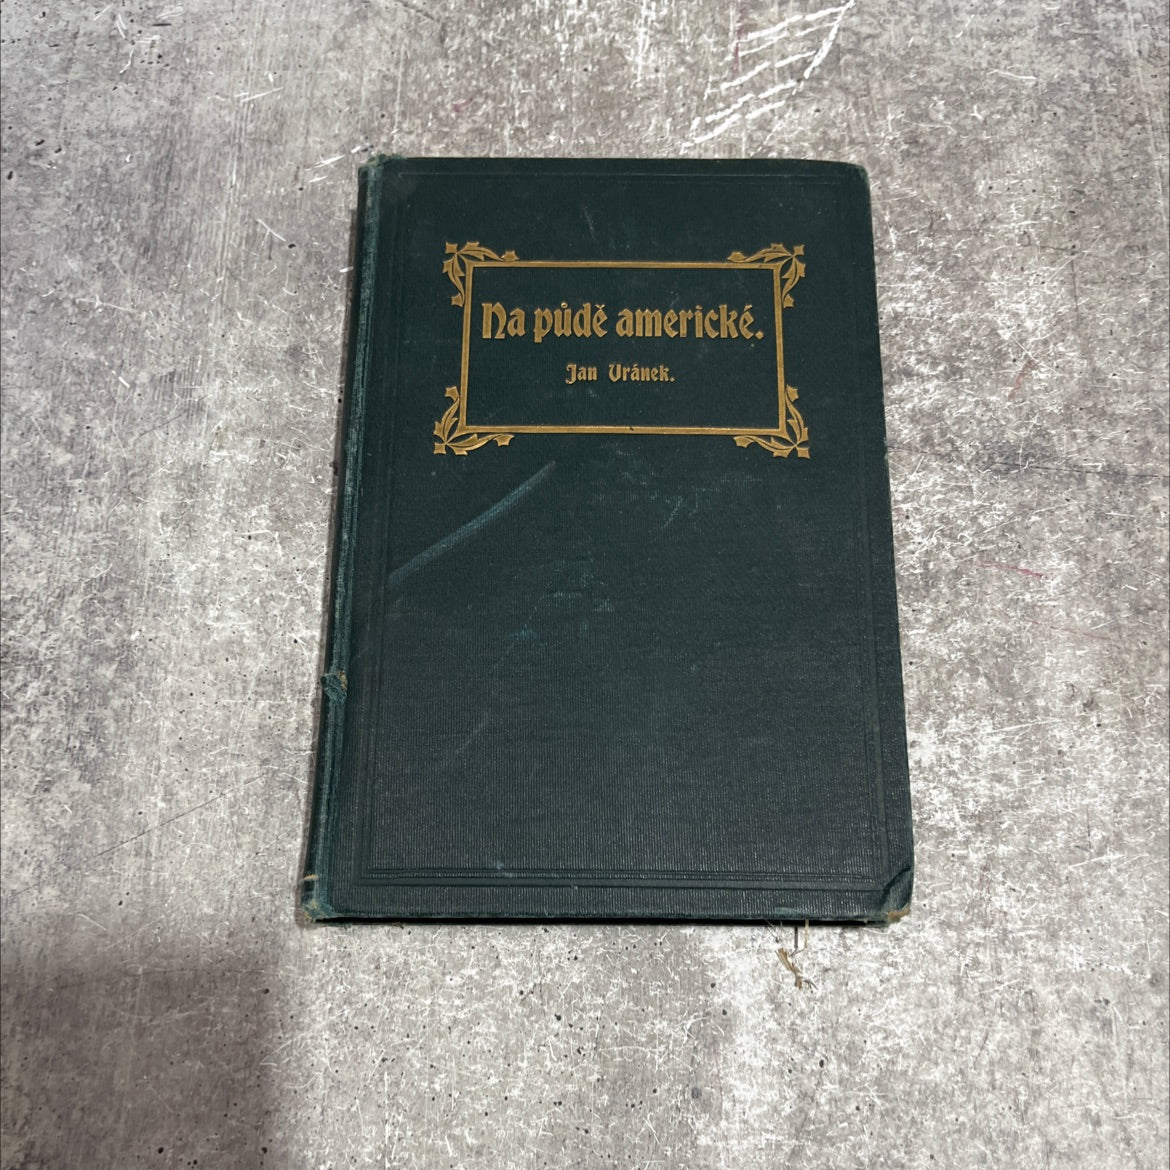 Na půdě americké.
Jan Vránek.